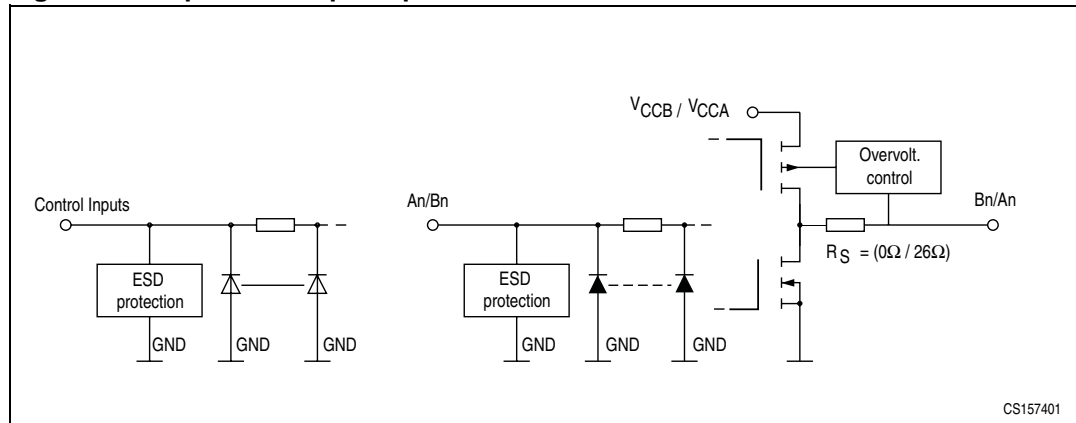 Control Inputs
ESD
protection
GND
GND
GND
An/Bn
ESD
protection
GND
GND
GND
VCCB / VCCA
Overvolt.
control
Bn/An
RS = (0Ω / 26Ω)
CS157401